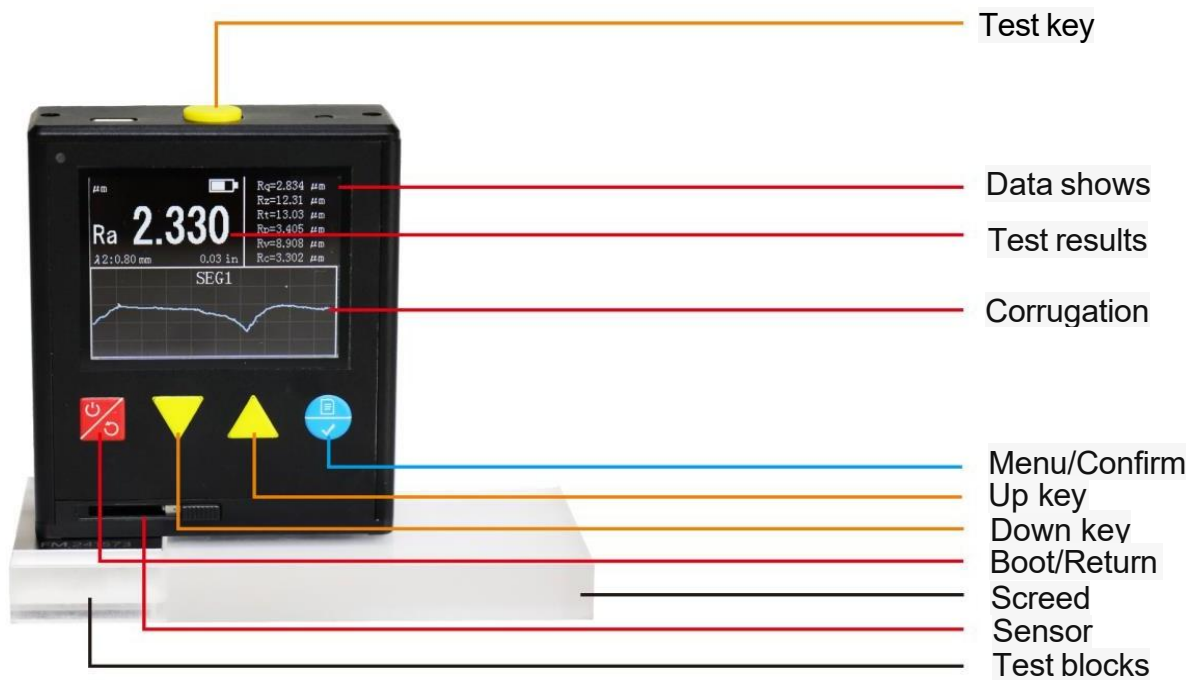 Test key
μm
Rq=2.834 μm
Rz=12.31 μm
Rt=13.03 μm
Rp=3.405 μm
Rv=8.908 μm
Rc=3.302 μm
Ra 2.330
λ2:0.80 mm 0.03 in
SEG1
Data shows
Test results
Corrugation
Menu/Confirm
Up key
Down key
Boot/Return
Screed
Sensor
Test blocks